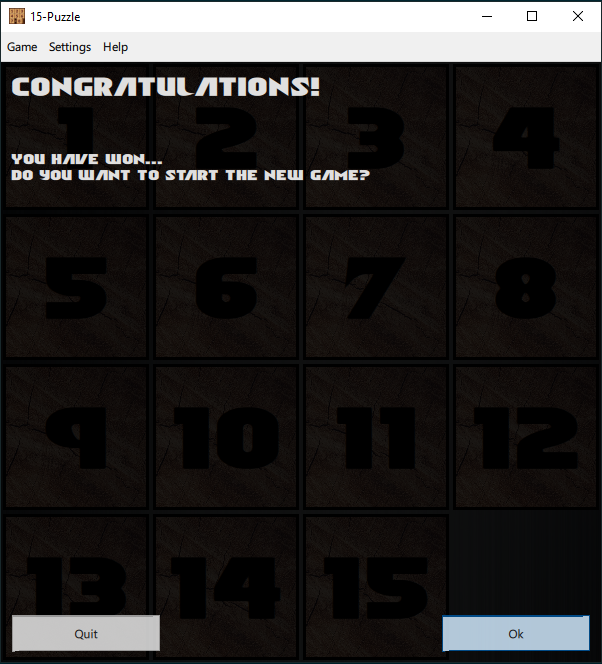 15-Puzzle
Game Settings Help
CONGRATULATIONS!
YOU HAVE WON...
DO YOU WANT TO START THE NEW GAME?
1 2 3 4
5 6 7 8
9 10 11 12
13 14 15
Quit Ok